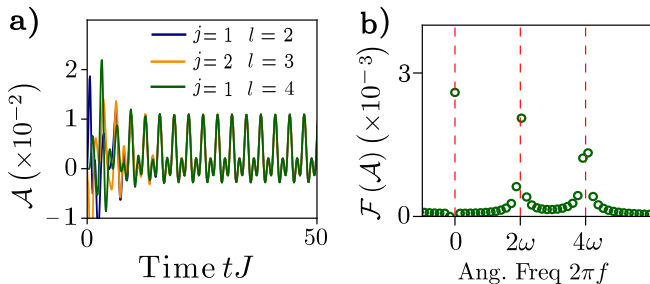 a)
𝒜 (×10⁻²)
2
1
0
−1
j = 1 l = 2
j = 2 l = 3
j = 1 l = 4
0
50
Time tJ
b)
ℱ (𝒜) (×10⁻³)
3
0
0
2ω
4ω
Ang. Freq 2πf